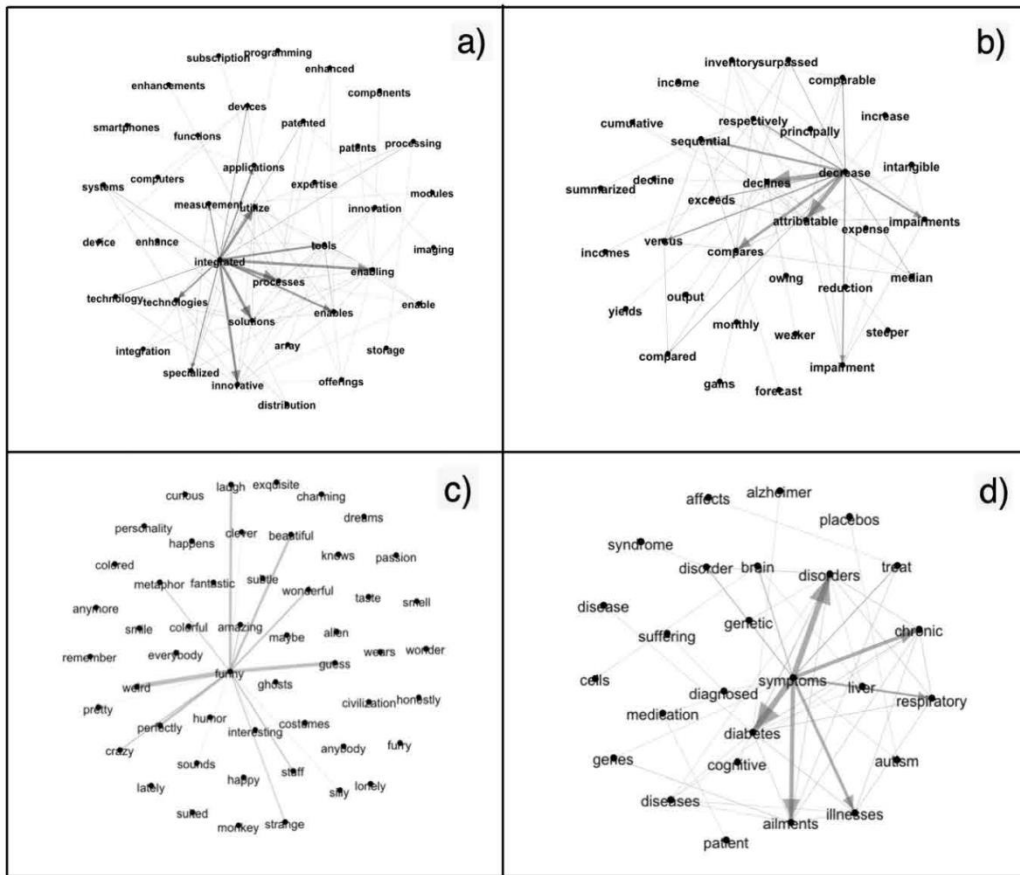 a)
programming
subscription
enhanced
enhancements
components
devices
smartphones
functions
patented
patents
processing
applications
computers
expertise
systems
modules
measurement
utilize
innovation
device
enhance
tools
imaging
integrated
enabling
processes
technology
technologies
enables
enable
solutions
integration
array
storage
specialized
innovative
offerings
distribution
b)
inventory
surpassed
income
comparable
cumulative
respectively
principally
increase
sequential
decrease
intangible
summarized
decline
declines
exceeds
attributable
expense
impairments
incomes
versus
compares
owing
median
yields
output
reduction
monthly
weaker
steeper
compared
impairment
gains
forecast
c)
curious
laugh
exquisite
charming
personality
happens
clever
beautiful
dreams
colored
knows
passion
metaphor
fantastic
subtle
wonderful
anymore
taste
smell
smile
colorful
amazing
maybe
alien
remember
everybody
wears
wonder
funny
guess
weird
ghosts
pretty
civilization
honestly
perfectly
humor
interesting
costumes
crazy
anybody
furry
sounds
happy
staff
lately
silly
lonely
suited
monkey
strange
d)
affects
alzheimer
placebos
syndrome
disorder
brain
disorders
treat
disease
genetic
suffering
chronic
cells
symptoms
diagnosed
liver
respiratory
medication
diabetes
genes
cognitive
autism
diseases
ailments
illnesses
patient